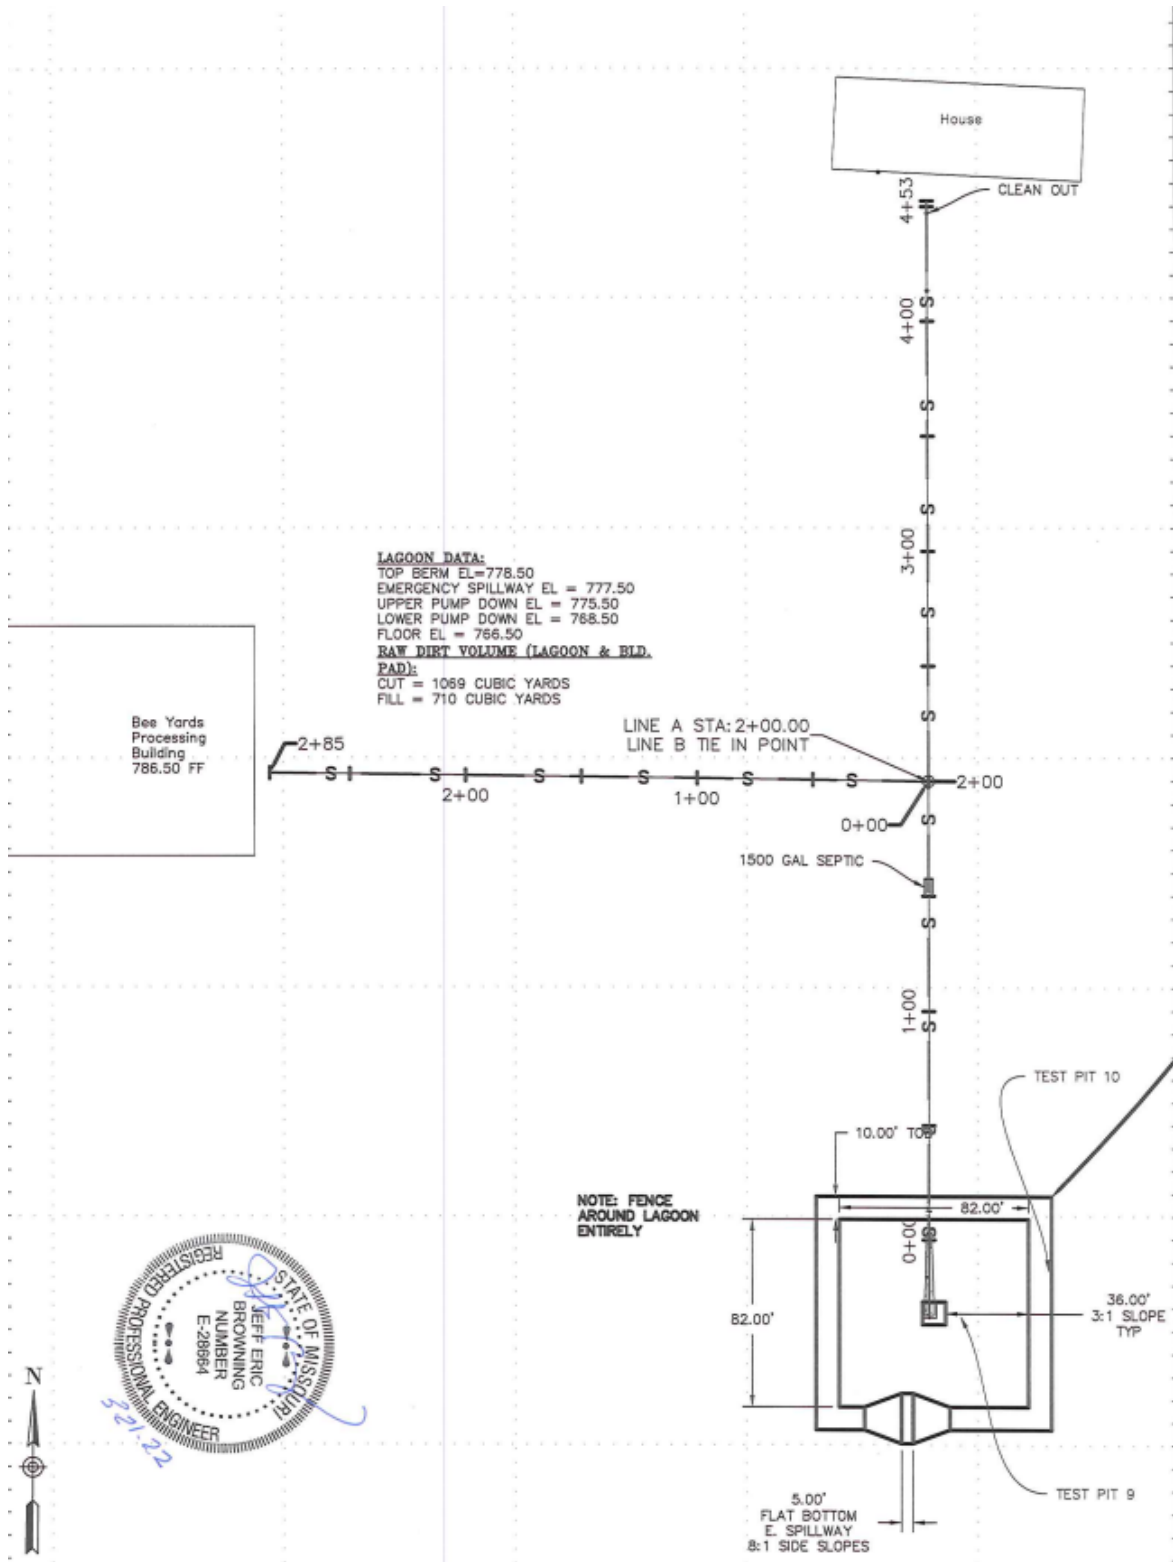 House
CLEAN OUT
4+53
4+00
3+00
LAGOON DATA:
TOP BERM EL=778.50
EMERGENCY SPILLWAY EL = 777.50
UPPER PUMP DOWN EL = 775.50
LOWER PUMP DOWN EL = 768.50
FLOOR EL = 766.50
RAW DIRT VOLUME (LAGOON & BLD.
PAD):
CUT = 1069 CUBIC YARDS
FILL = 710 CUBIC YARDS
Bee Yards
Processing
Building
786.50 FF
2+85
S S S S S
2+00
1+00
LINE A STA: 2+00.00
LINE B TIE IN POINT
2+00
0+00
S
S
S
S
S
S
S
1500 GAL SEPTIC
S
1+00
S
TEST PIT 10
10.00' TO
NOTE: FENCE
AROUND LAGOON
ENTIRELY
82.00'
0+00
S
82.00'
36.00'
3:1 SLOPE
TYP
TEST PIT 9
5.00'
FLAT BOTTOM
E. SPILLWAY
8:1 SIDE SLOPES
STATE OF MISSOURI
JEFF ERIC
BROWNING
NUMBER
E-28664
REGISTERED PROFESSIONAL ENGINEER
3-21-22
N